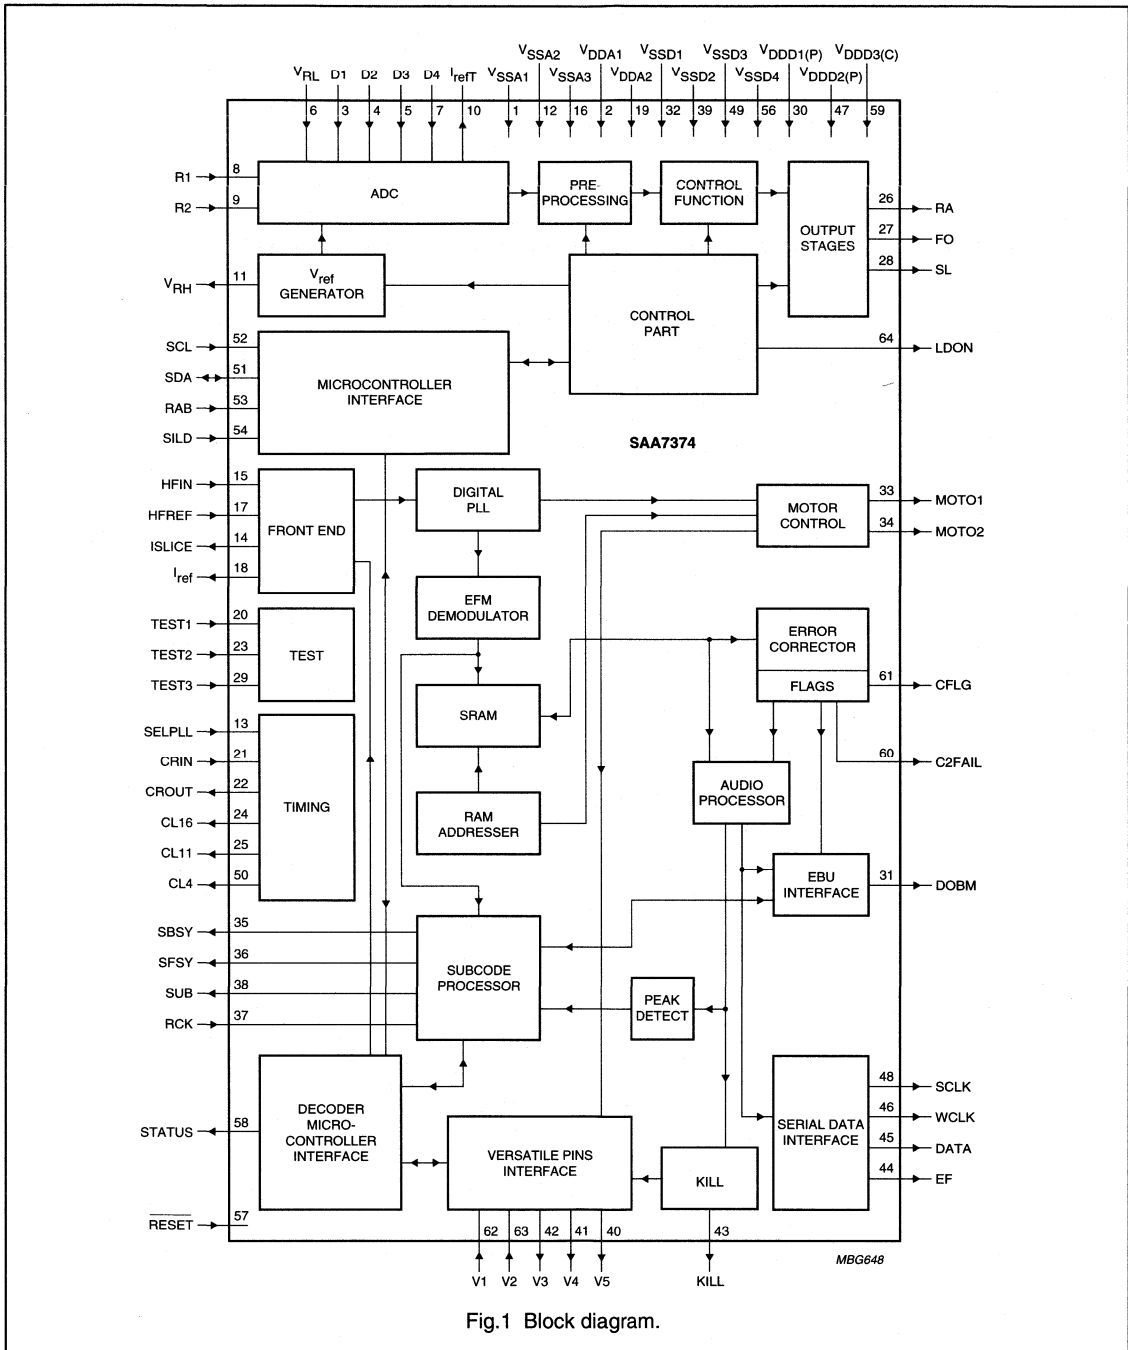 VSSA2 VDDA1 VSSD1 VSSD3 VDDD1(P) VDDD3(C)
VRL D1 D2 D3 D4 IrefT VSSA1 VSSA3 VDDA2 VSSD2 VSSD4 VDDD2(P)
6 3 4 5 7 10 1 12 16 2 19 32 39 49 56 30 47 59
R1 8
R2 9
ADC
PRE-
PROCESSING
CONTROL
FUNCTION
OUTPUT
STAGES
26 RA
27 FO
28 SL
VRH 11
Vref
GENERATOR
CONTROL
PART
64 LDON
SCL 52
SDA 51
RAB 53
SILD 54
MICROCONTROLLER
INTERFACE
SAA7374
HFIN 15
HFREF 17
ISLICE 14
Iref 18
FRONT END
DIGITAL
PLL
MOTOR
CONTROL
33 MOTO1
34 MOTO2
EFM
DEMODULATOR
TEST1 20
TEST2 23
TEST3 29
TEST
ERROR
CORRECTOR
FLAGS
61 CFLG
60 C2FAIL
SRAM
SELPLL 13
CRIN 21
CROUT 22
CL16 24
CL11 25
CL4 50
TIMING
RAM
ADDRESSER
AUDIO
PROCESSOR
EBU
INTERFACE
31 DOBM
SBSY 35
SFSY 36
SUB 38
RCK 37
SUBCODE
PROCESSOR
PEAK
DETECT
DECODER
MICRO-
CONTROLLER
INTERFACE
STATUS 58
VERSATILE PINS
INTERFACE
KILL
SERIAL DATA
INTERFACE
48 SCLK
46 WCLK
45 DATA
44 EF
RESET 57
62 63 42 41 40 43
V1 V2 V3 V4 V5 KILL
MBG648
Fig.1 Block diagram.